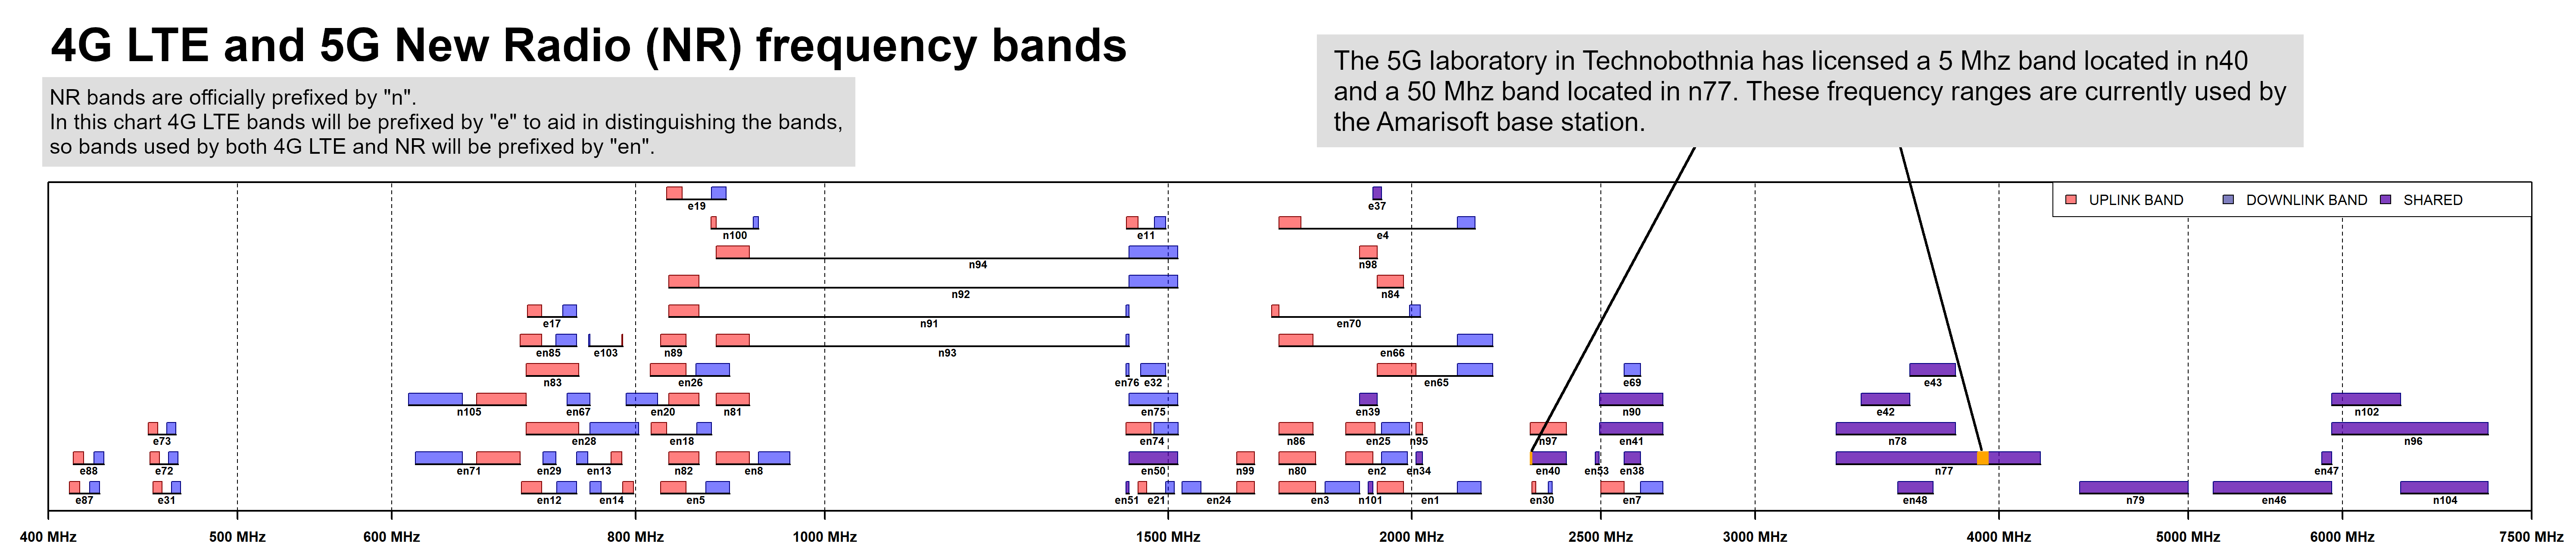 4G LTE and 5G New Radio (NR) frequency bands
NR bands are officially prefixed by "n".
In this chart 4G LTE bands will be prefixed by "e" to aid in distinguishing the bands,
so bands used by both 4G LTE and NR will be prefixed by "en".
The 5G laboratory in Technobothnia has licensed a 5 Mhz band located in n40
and a 50 Mhz band located in n77. These frequency ranges are currently used by
the Amarisoft base station.
UPLINK BAND DOWNLINK BAND SHARED
e19 e37
n100 e11 e4
n94 n98
n92 n84
e17 n91 en70
en85 e103 n89 n93 en66
n83 en26 en76 e32 en65 e69 e43
n105 en67 en20 n81 en75 en39 n90 e42 n102
e73 en28 en18 en74 n86 en25 n95 n97 en41 n78 n96
e88 e72 en71 en29 en13 n82 en8 en50 n99 n80 en2 en34 en40 en53 en38 n77 en47
e87 e31 en12 en14 en5 en51 e21 en24 en3 n101 en1 en30 en7 en48 n79 en46 n104
400 MHz 500 MHz 600 MHz 800 MHz 1000 MHz 1500 MHz 2000 MHz 2500 MHz 3000 MHz 4000 MHz 5000 MHz 6000 MHz 7500 MHz